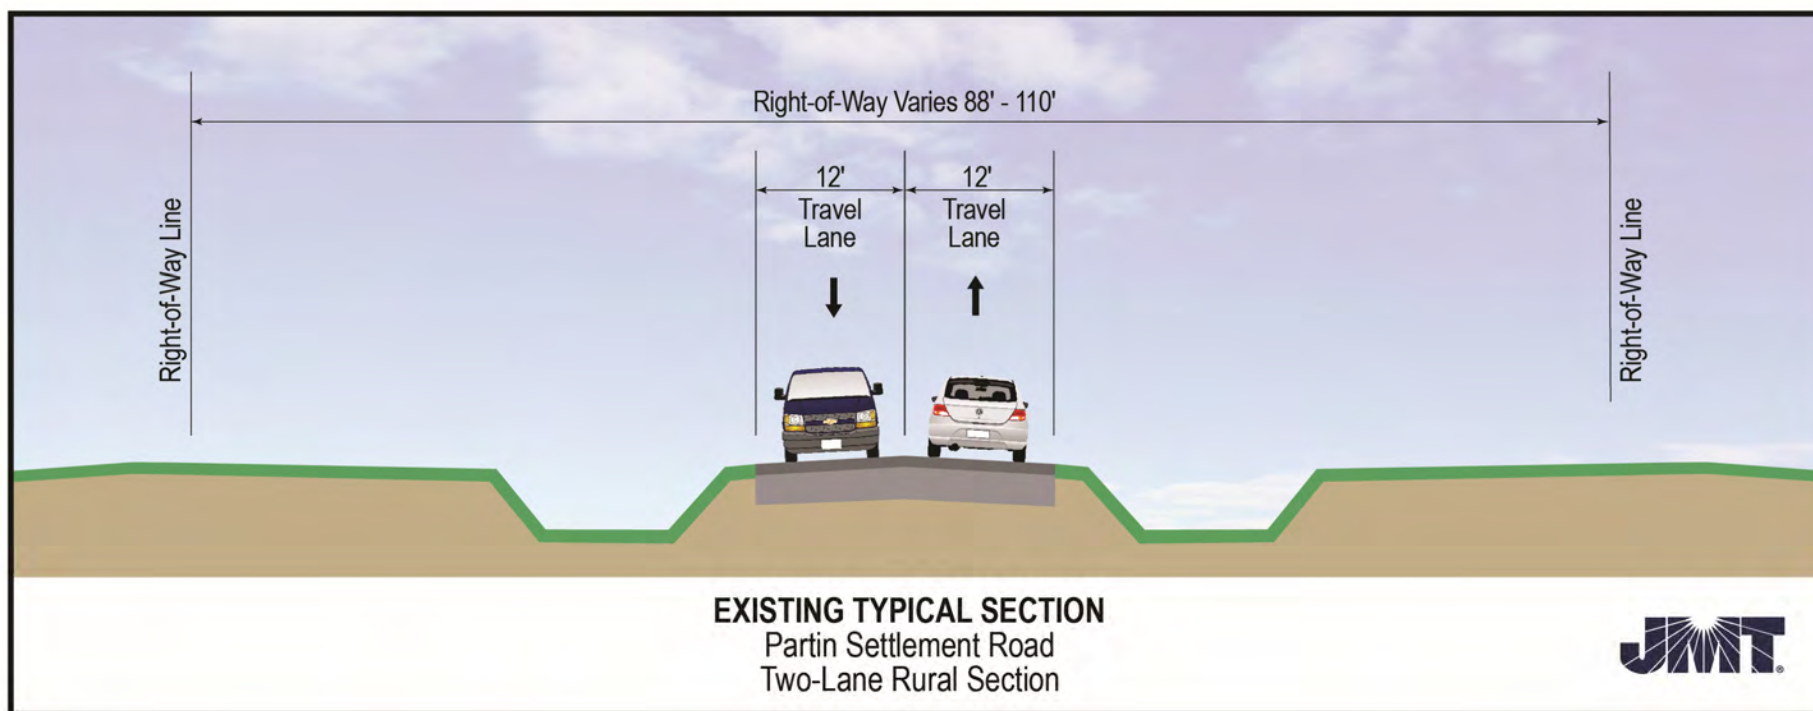 Right-of-Way Varies 88' - 110'
12'
12'
Travel
Lane
Travel
Lane
Right-of-Way Line
Right-of-Way Line
EXISTING TYPICAL SECTION
Partin Settlement Road
Two-Lane Rural Section
JMT®